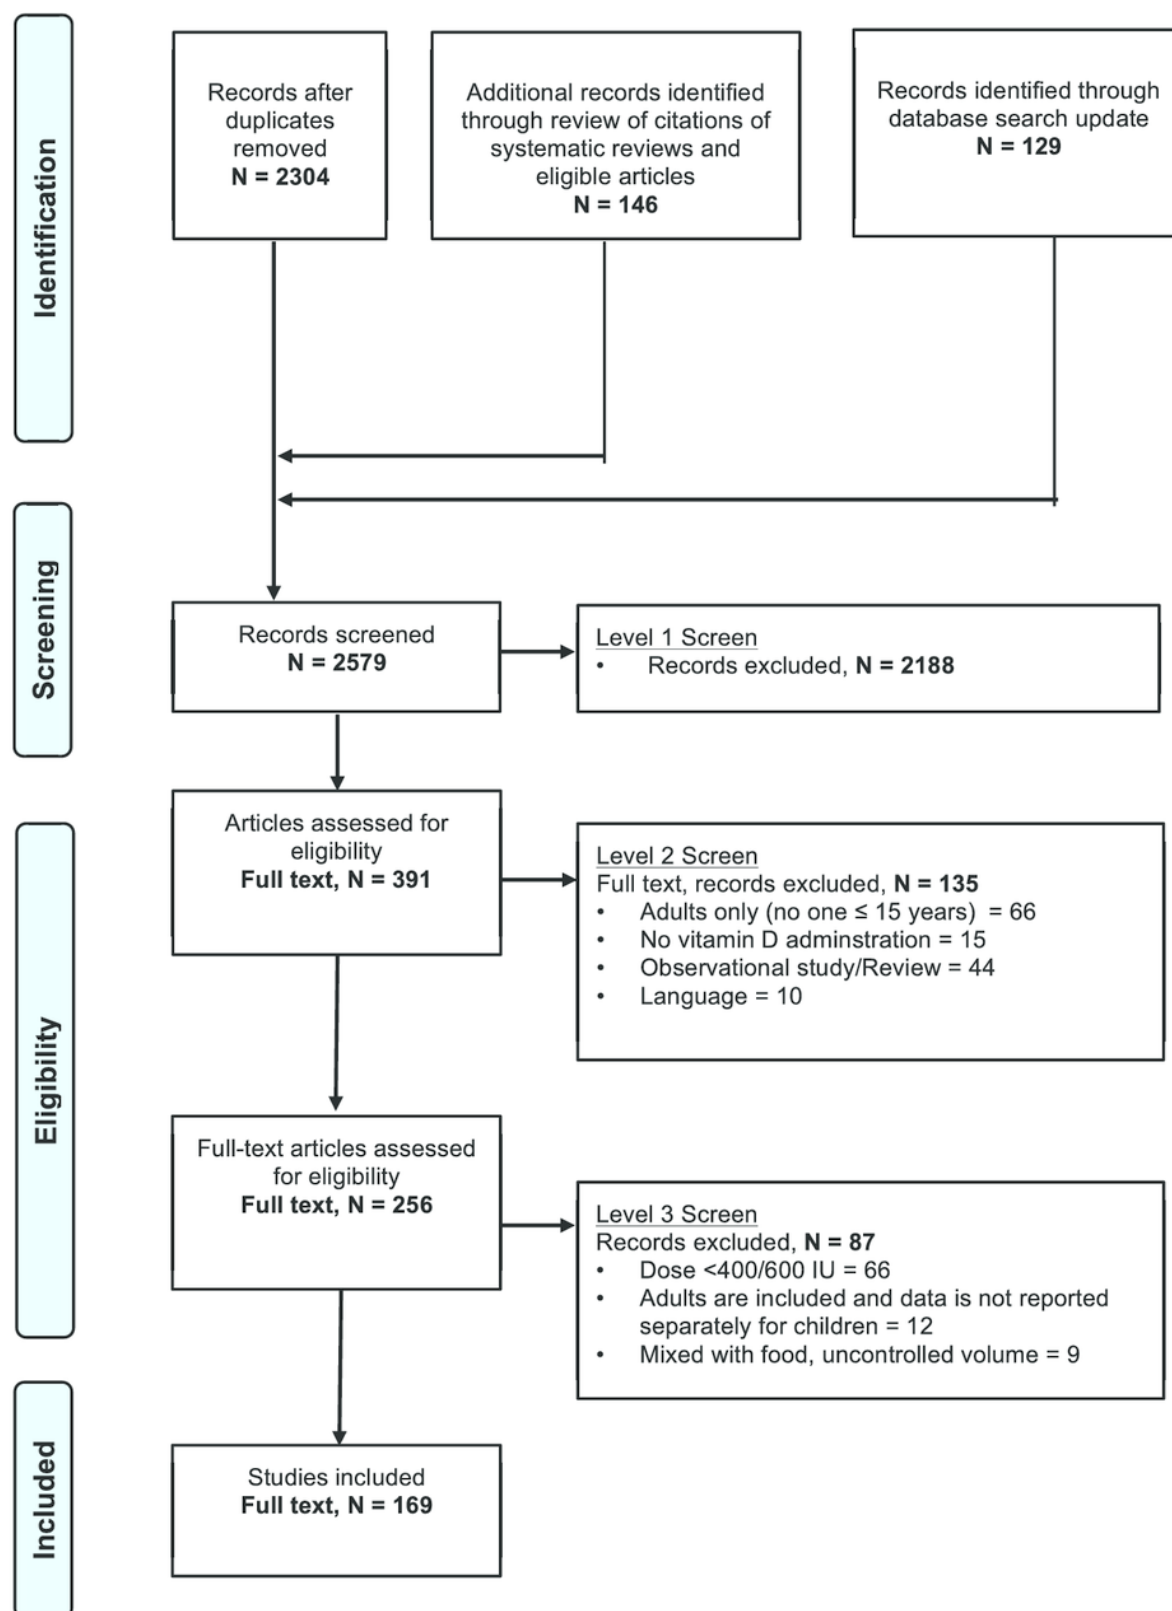 Identification
Records after
duplicates
removed
N = 2304
Additional records identified
through review of citations of
systematic reviews and
eligible articles
N = 146
Records identified through
database search update
N = 129
Screening
Records screened
N = 2579
Level 1 Screen
• Records excluded, N = 2188
Eligibility
Articles assessed for
eligibility
Full text, N = 391
Level 2 Screen
Full text, records excluded, N = 135
• Adults only (no one ≤ 15 years) = 66
• No vitamin D adminstration = 15
• Observational study/Review = 44
• Language = 10
Full-text articles assessed
for eligibility
Full text, N = 256
Level 3 Screen
Records excluded, N = 87
• Dose <400/600 IU = 66
• Adults are included and data is not reported
separately for children = 12
• Mixed with food, uncontrolled volume = 9
Included
Studies included
Full text, N = 169